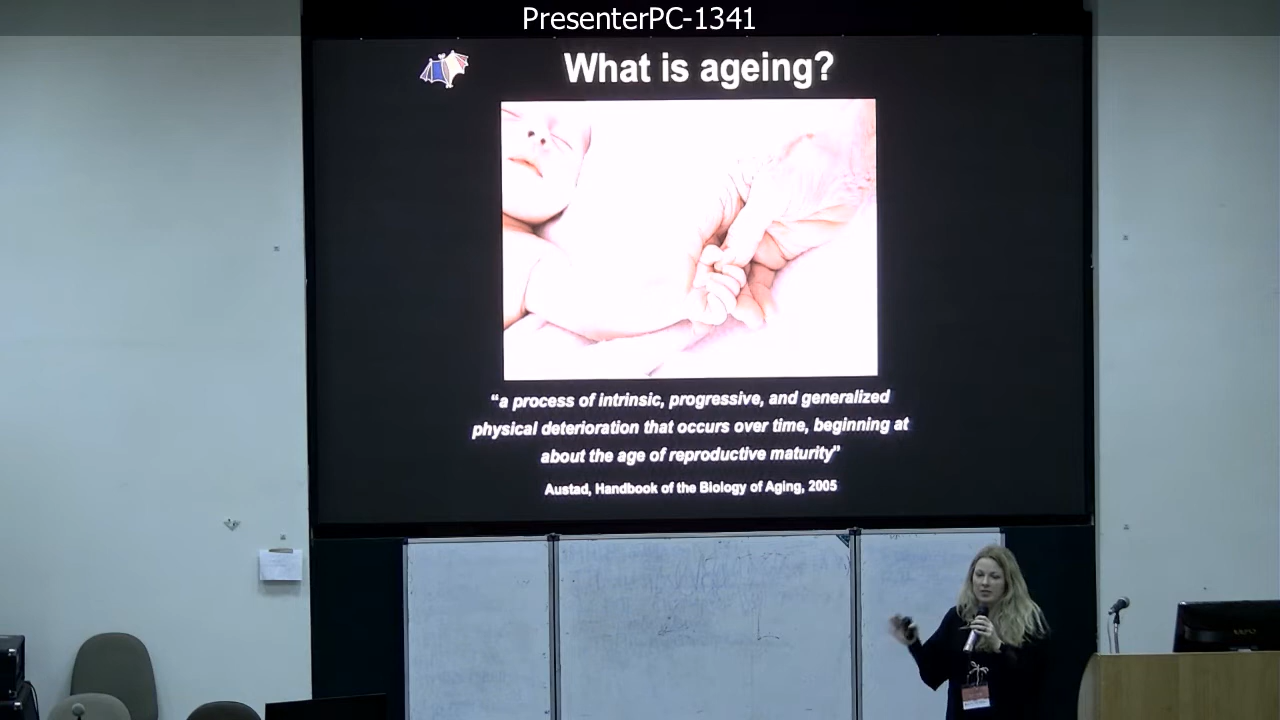 PresenterPC-1341
What is ageing?
“a process of intrinsic, progressive, and generalized
physical deterioration that occurs over time, beginning at
about the age of reproductive maturity”
Austad, Handbook of the Biology of Aging, 2005